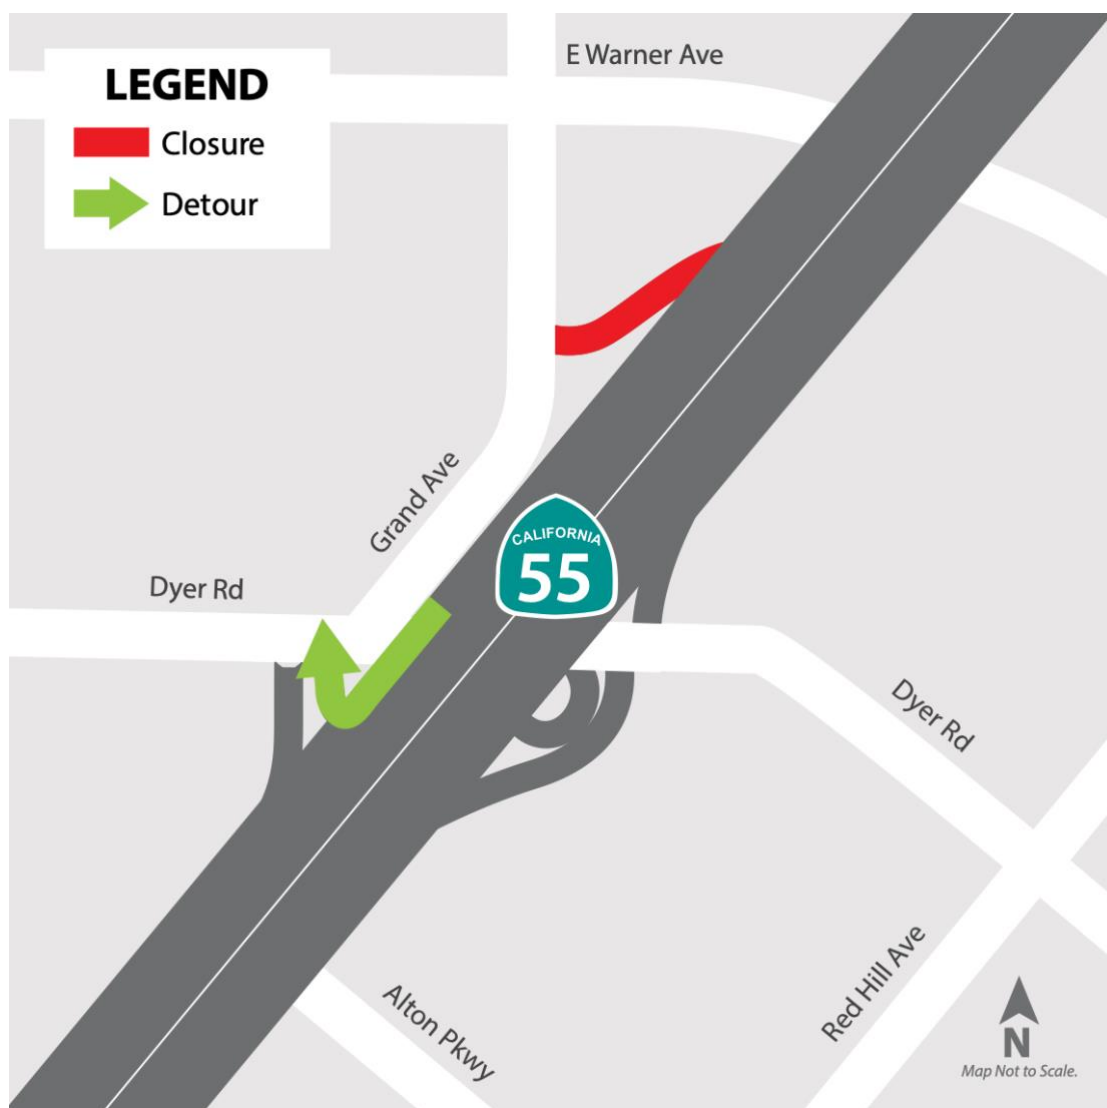 E Warner Ave
LEGEND
Closure
Detour
Grand Ave
CALIFORNIA
55
Dyer Rd
Dyer Rd
Red Hill Ave
Alton Pkwy
N
Map Not to Scale.